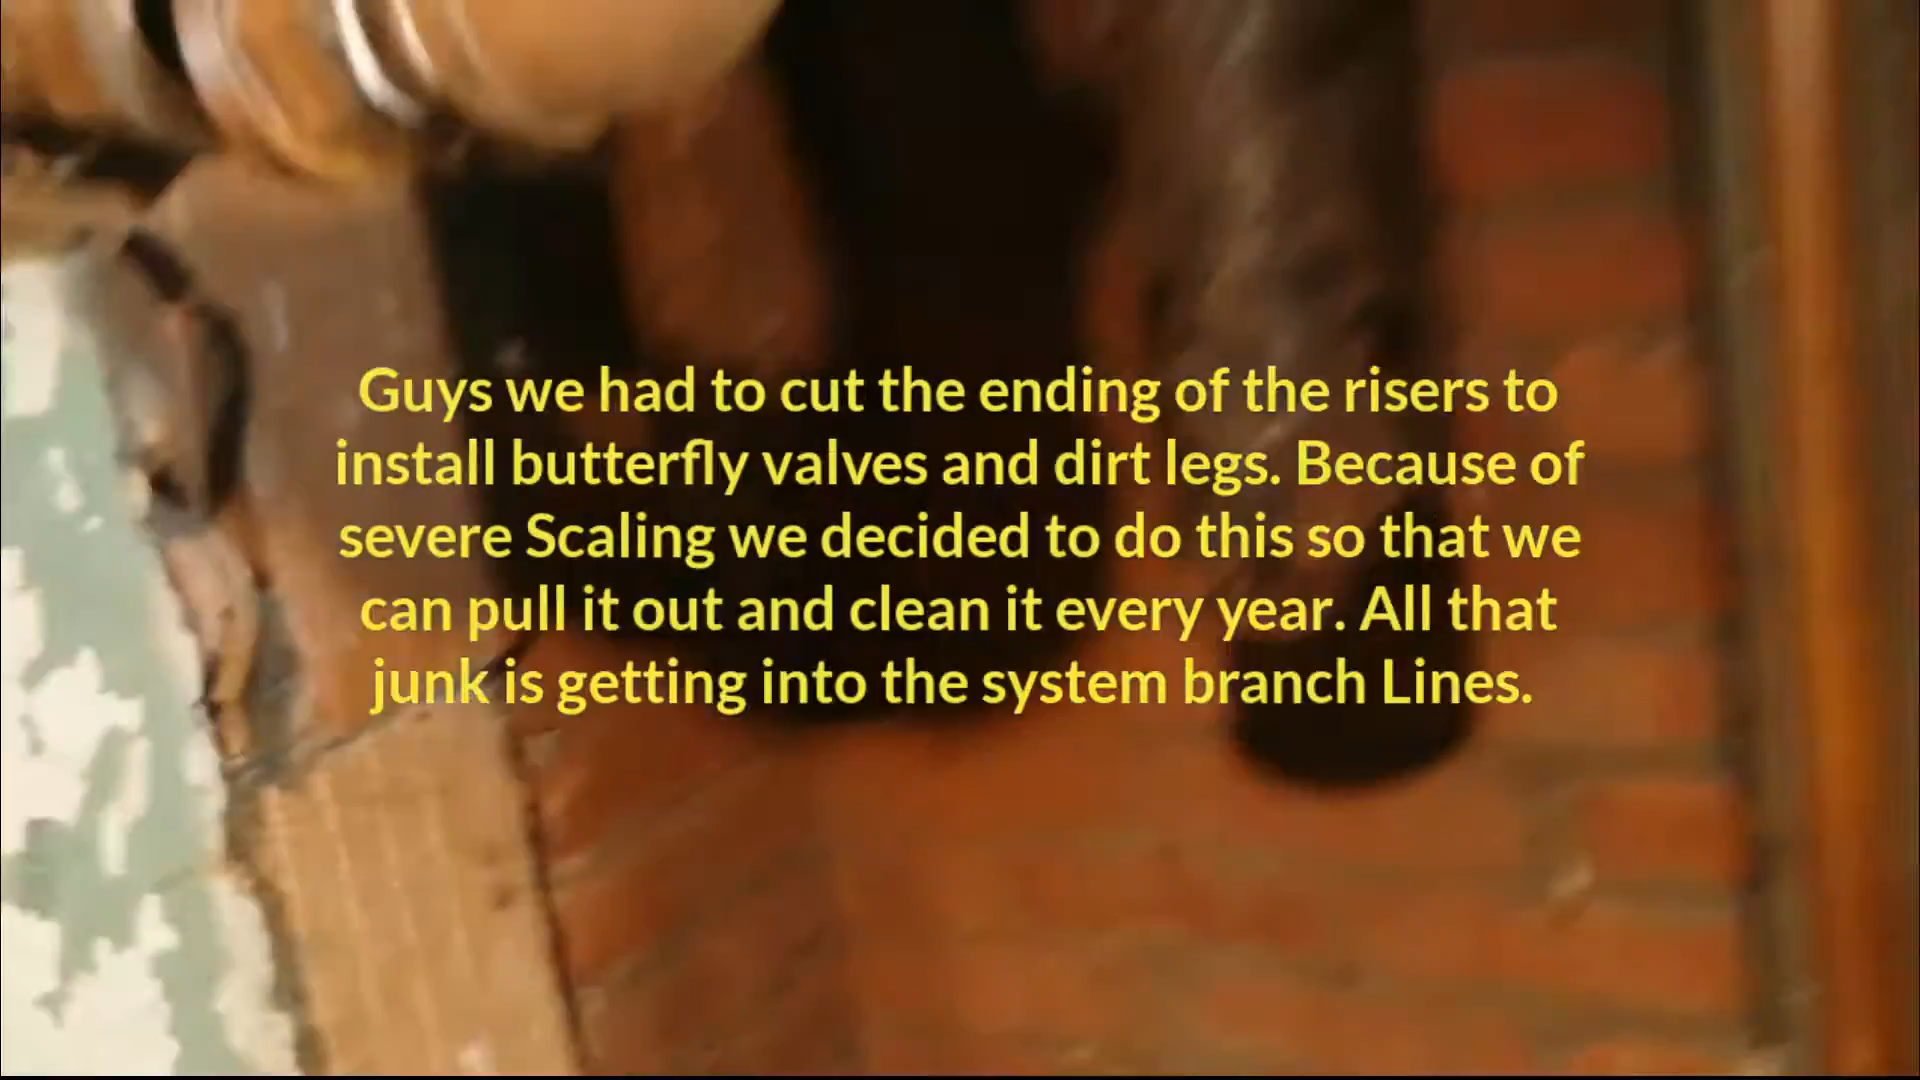 Guys we had to cut the ending of the risers to
install butterfly valves and dirt legs. Because of
severe Scaling we decided to do this so that we
can pull it out and clean it every year. All that
junk is getting into the system branch Lines.